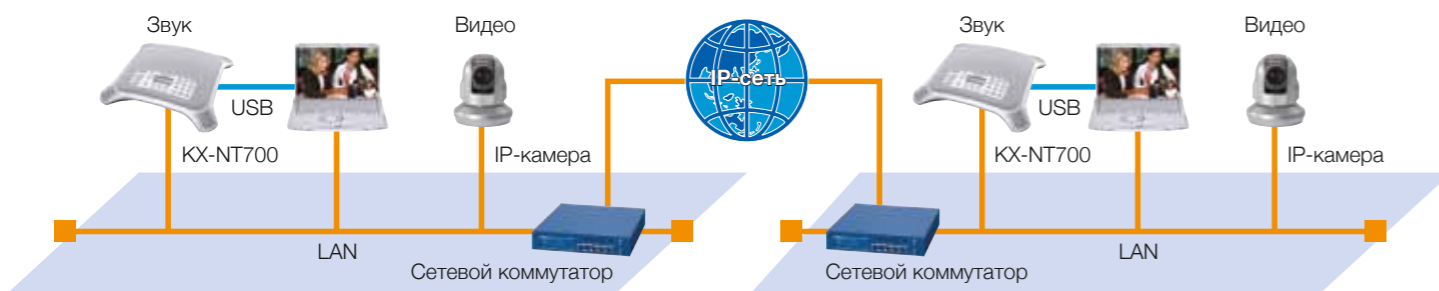 Звук
Видео
USB
KX-NT700
IP-камера
LAN
Сетевой коммутатор
IP-сеть
Звук
Видео
USB
KX-NT700
IP-камера
LAN
Сетевой коммутатор